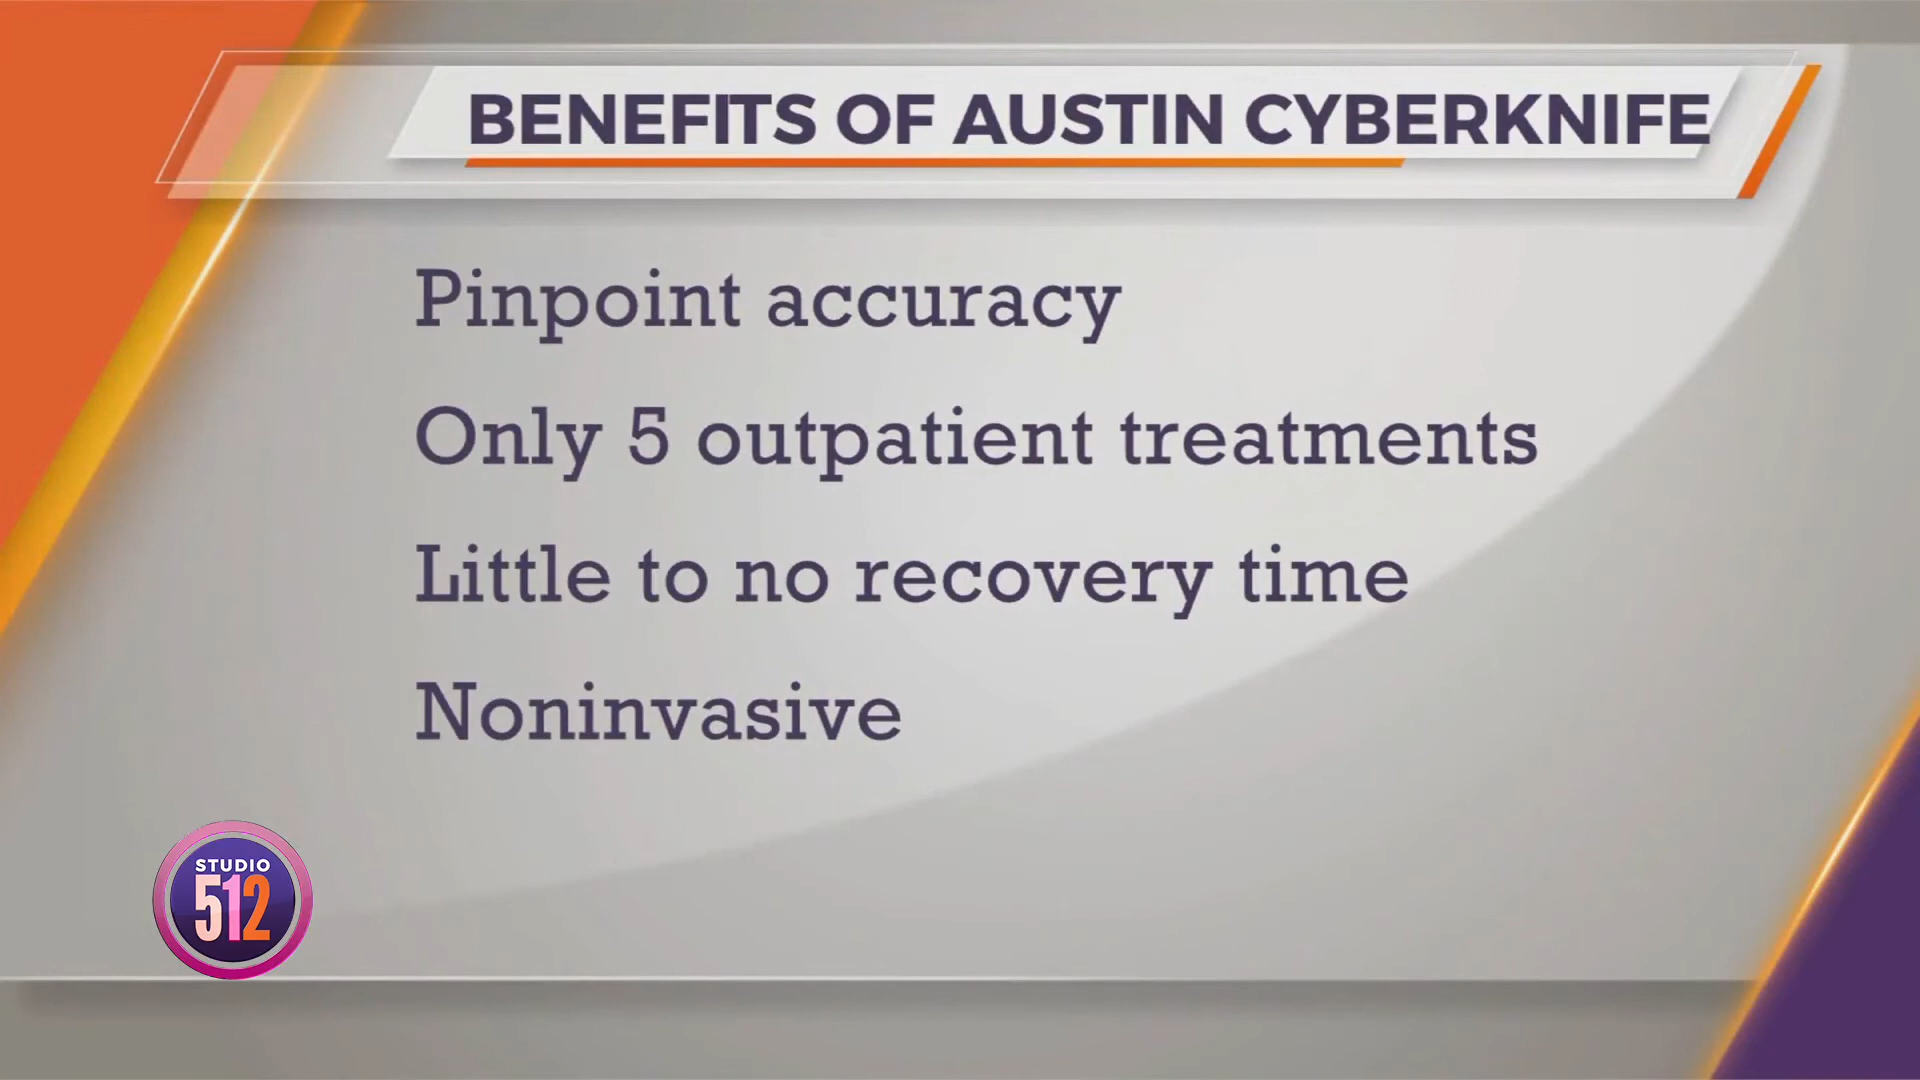 BENEFITS OF AUSTIN CYBERKNIFE
Pinpoint accuracy
Only 5 outpatient treatments
Little to no recovery time
Noninvasive
STUDIO
512